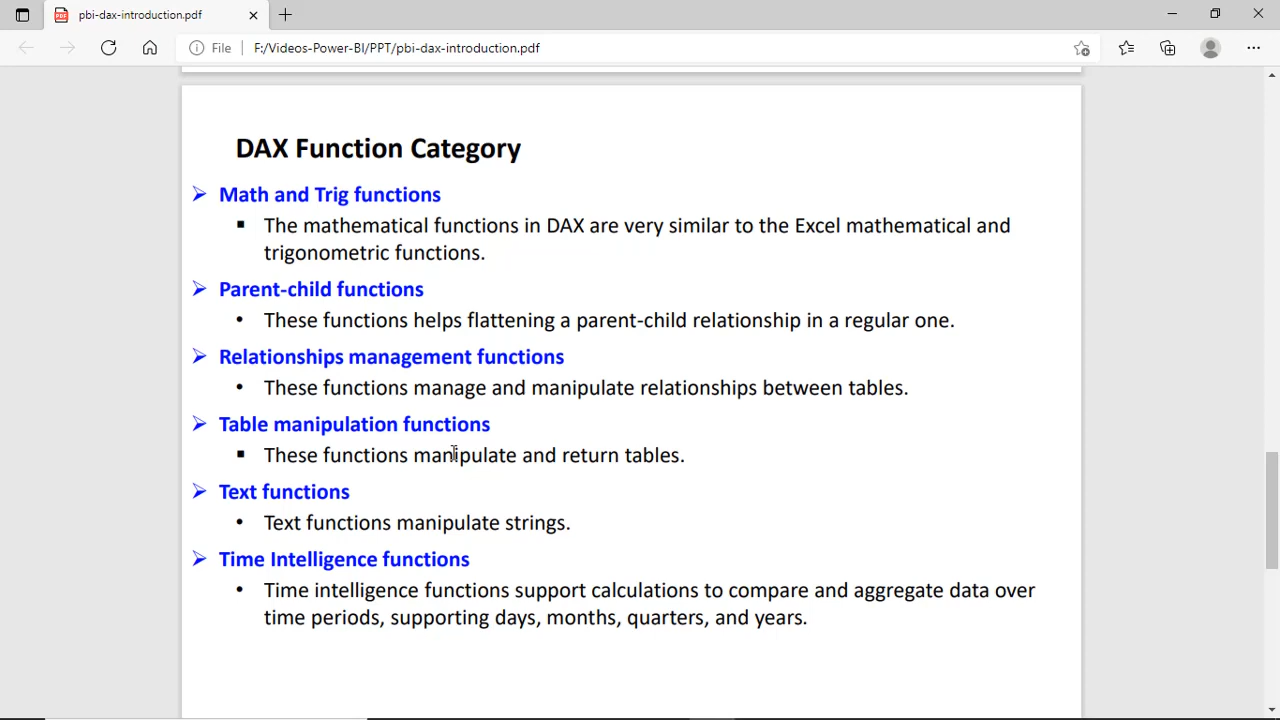 pbi-dax-introduction.pdf
File
F:/Videos-Power-BI/PPT/pbi-dax-introduction.pdf
DAX Function Category
Math and Trig functions
The mathematical functions in DAX are very similar to the Excel mathematical and
trigonometric functions.
Parent-child functions
These functions helps flattening a parent-child relationship in a regular one.
Relationships management functions
These functions manage and manipulate relationships between tables.
Table manipulation functions
These functions manipulate and return tables.
Text functions
Text functions manipulate strings.
Time Intelligence functions
Time intelligence functions support calculations to compare and aggregate data over
time periods, supporting days, months, quarters, and years.